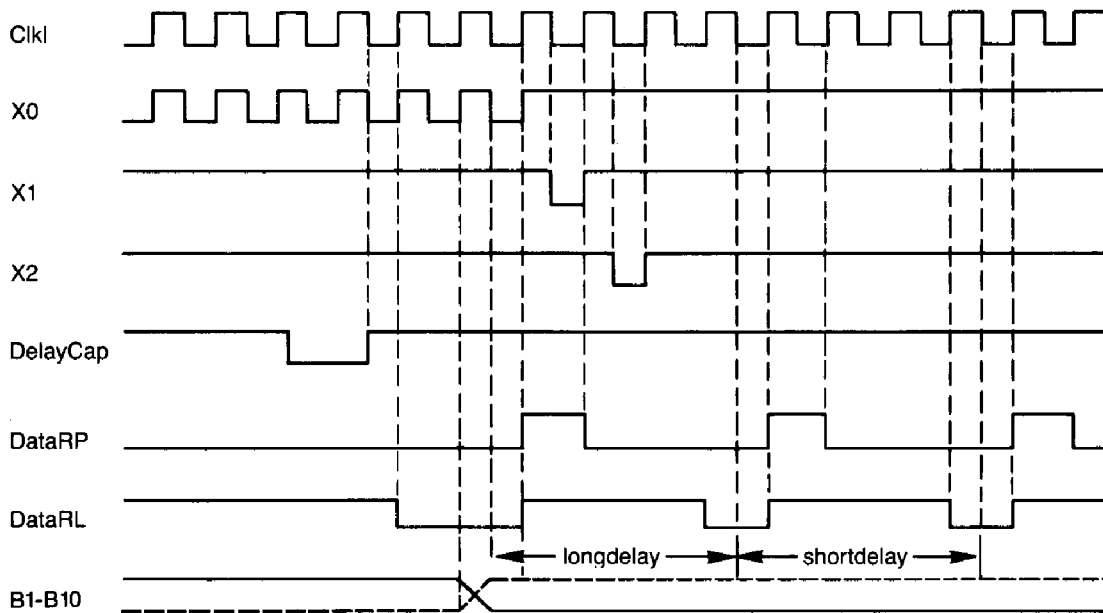 Clkl
X0
X1
X2
DelayCap
DataRP
DataRL
longdelay shortdelay
B1-B10